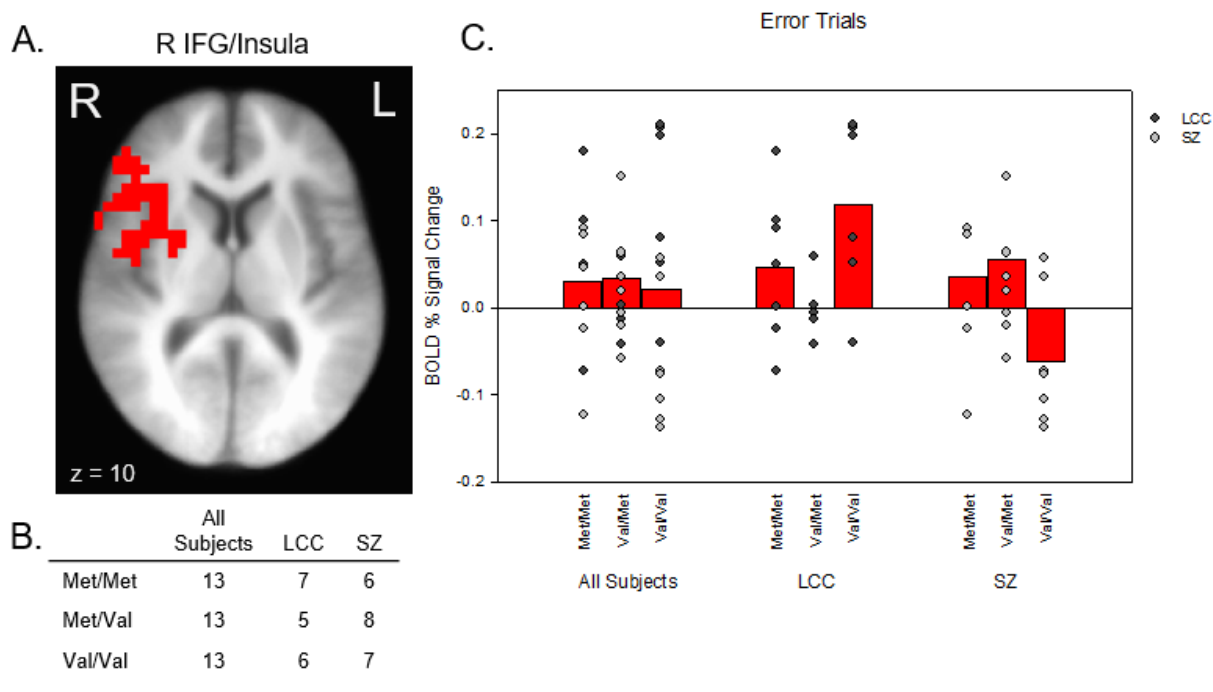 A.
R IFG/Insula
R
L
z = 10
B.
All Subjects LCC SZ
Met/Met 13 7 6
Met/Val 13 5 8
Val/Val 13 6 7
C.
Error Trials
BOLD % Signal Change
0.2
0.1
0.0
-0.1
-0.2
Met/Met
Val/Met
Val/Val
Met/Met
Val/Met
Val/Val
Met/Met
Val/Met
Val/Val
All Subjects
LCC
SZ
LCC
SZ